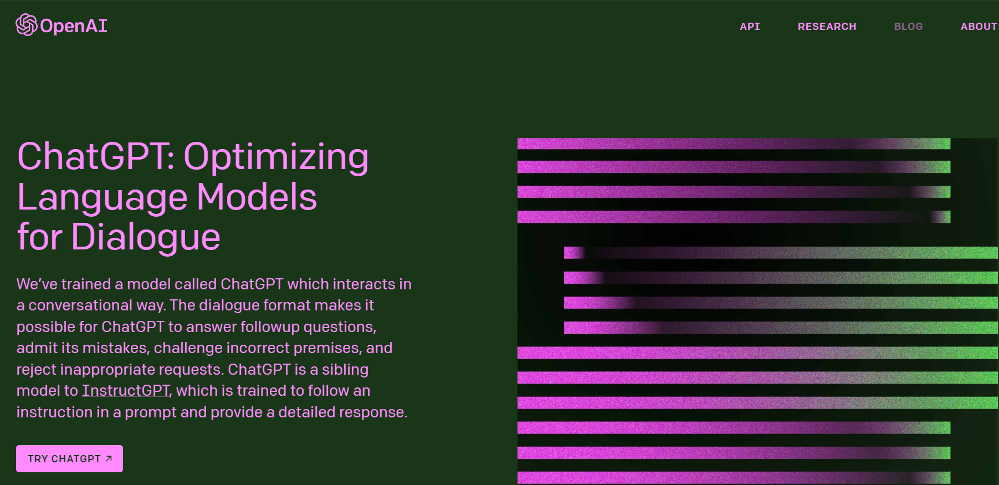 OpenAI
API RESEARCH BLOG ABOUT
ChatGPT: Optimizing
Language Models
for Dialogue
We’ve trained a model called ChatGPT which interacts in
a conversational way. The dialogue format makes it
possible for ChatGPT to answer followup questions,
admit its mistakes, challenge incorrect premises, and
reject inappropriate requests. ChatGPT is a sibling
model to InstructGPT, which is trained to follow an
instruction in a prompt and provide a detailed response.
TRY CHATGPT ↗